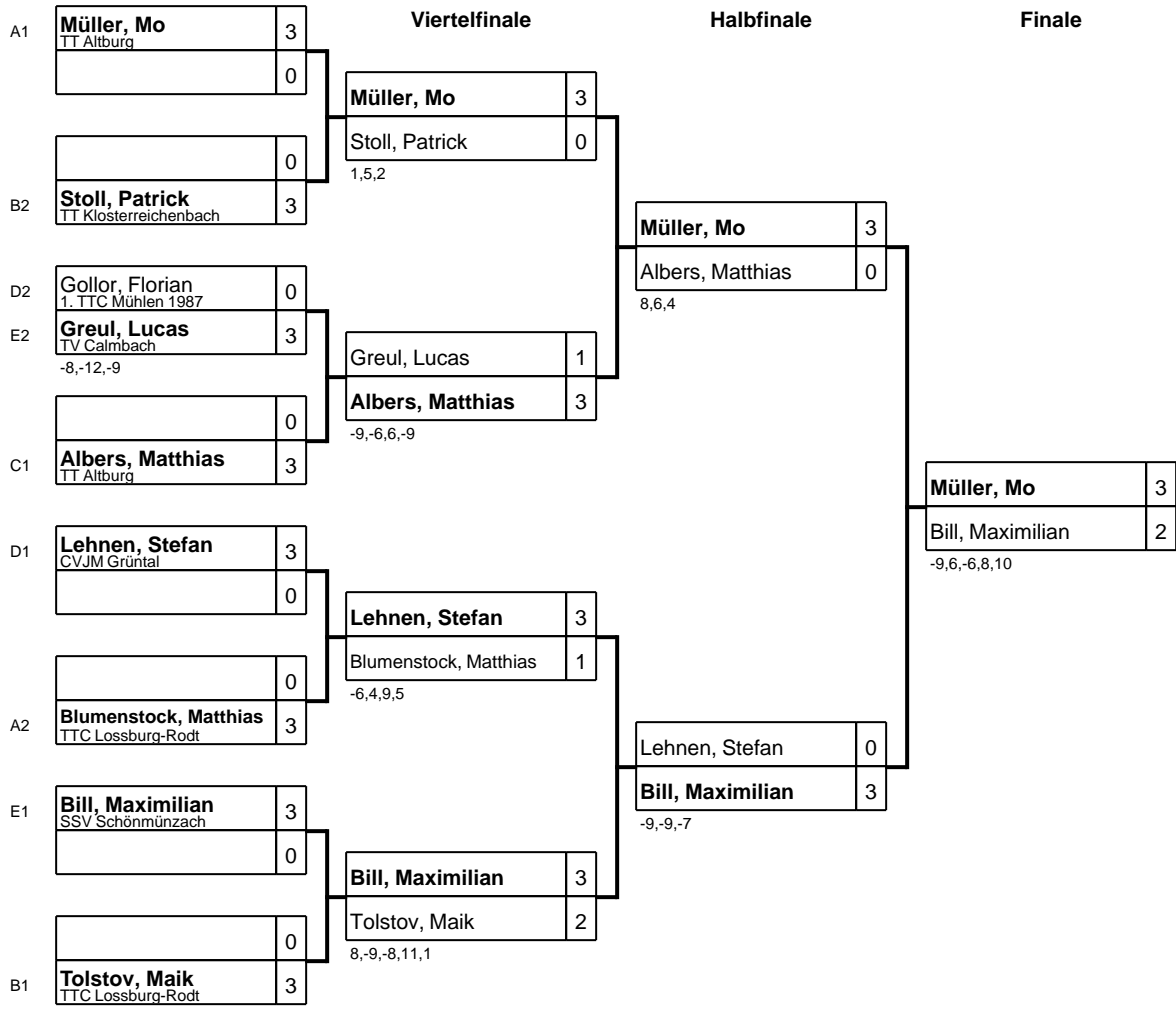 Viertelfinale
Halbfinale
Finale
A1 Müller, Mo 3
TT Altburg
0
0
B2 Stoll, Patrick 3
TT Klosterreichenbach
D2 Gollor, Florian 0
1. TTC Mühlen 1987
E2 Greul, Lucas 3
TV Calmbach
-8,-12,-9
0
C1 Albers, Matthias 3
TT Altburg
D1 Lehnen, Stefan 3
CVJM Grüntal
0
0
A2 Blumenstock, Matthias 3
TTC Lossburg-Rodt
E1 Bill, Maximilian 3
SSV Schönmünzach
0
0
B1 Tolstov, Maik 3
TTC Lossburg-Rodt
Müller, Mo 3
Stoll, Patrick 0
1,5,2
Greul, Lucas 1
Albers, Matthias 3
-9,-6,6,-9
Lehnen, Stefan 3
Blumenstock, Matthias 1
-6,4,9,5
Bill, Maximilian 3
Tolstov, Maik 2
8,-9,-8,11,1
Müller, Mo 3
Albers, Matthias 0
8,6,4
Lehnen, Stefan 0
Bill, Maximilian 3
-9,-9,-7
Müller, Mo 3
Bill, Maximilian 2
-9,6,-6,8,10